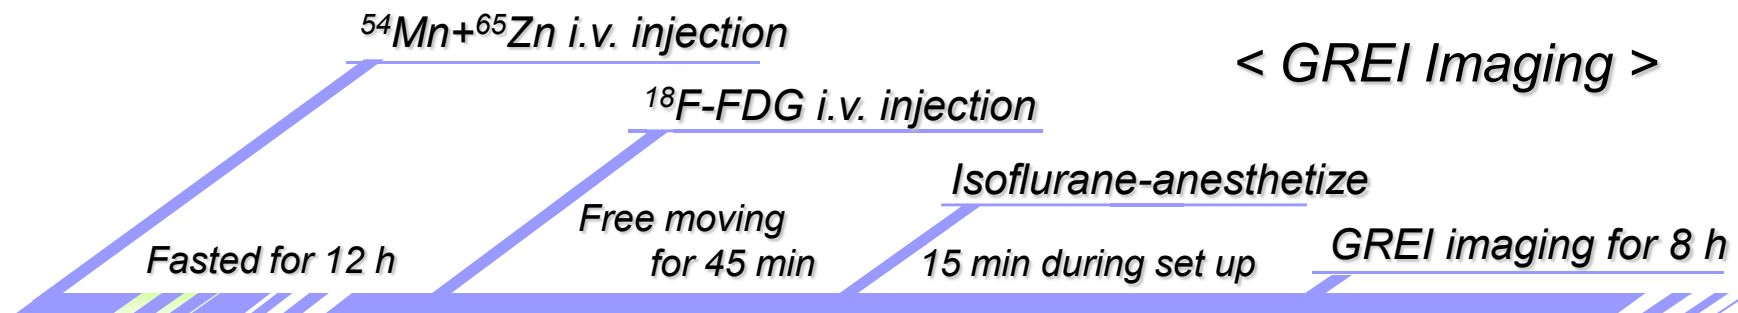 ⁵⁴Mn+⁶⁵Zn i.v. injection
< GREI Imaging >
¹⁸F-FDG i.v. injection
Isoflurane-anesthetize
Free moving
for 45 min
Fasted for 12 h
15 min during set up
GREI imaging for 8 h